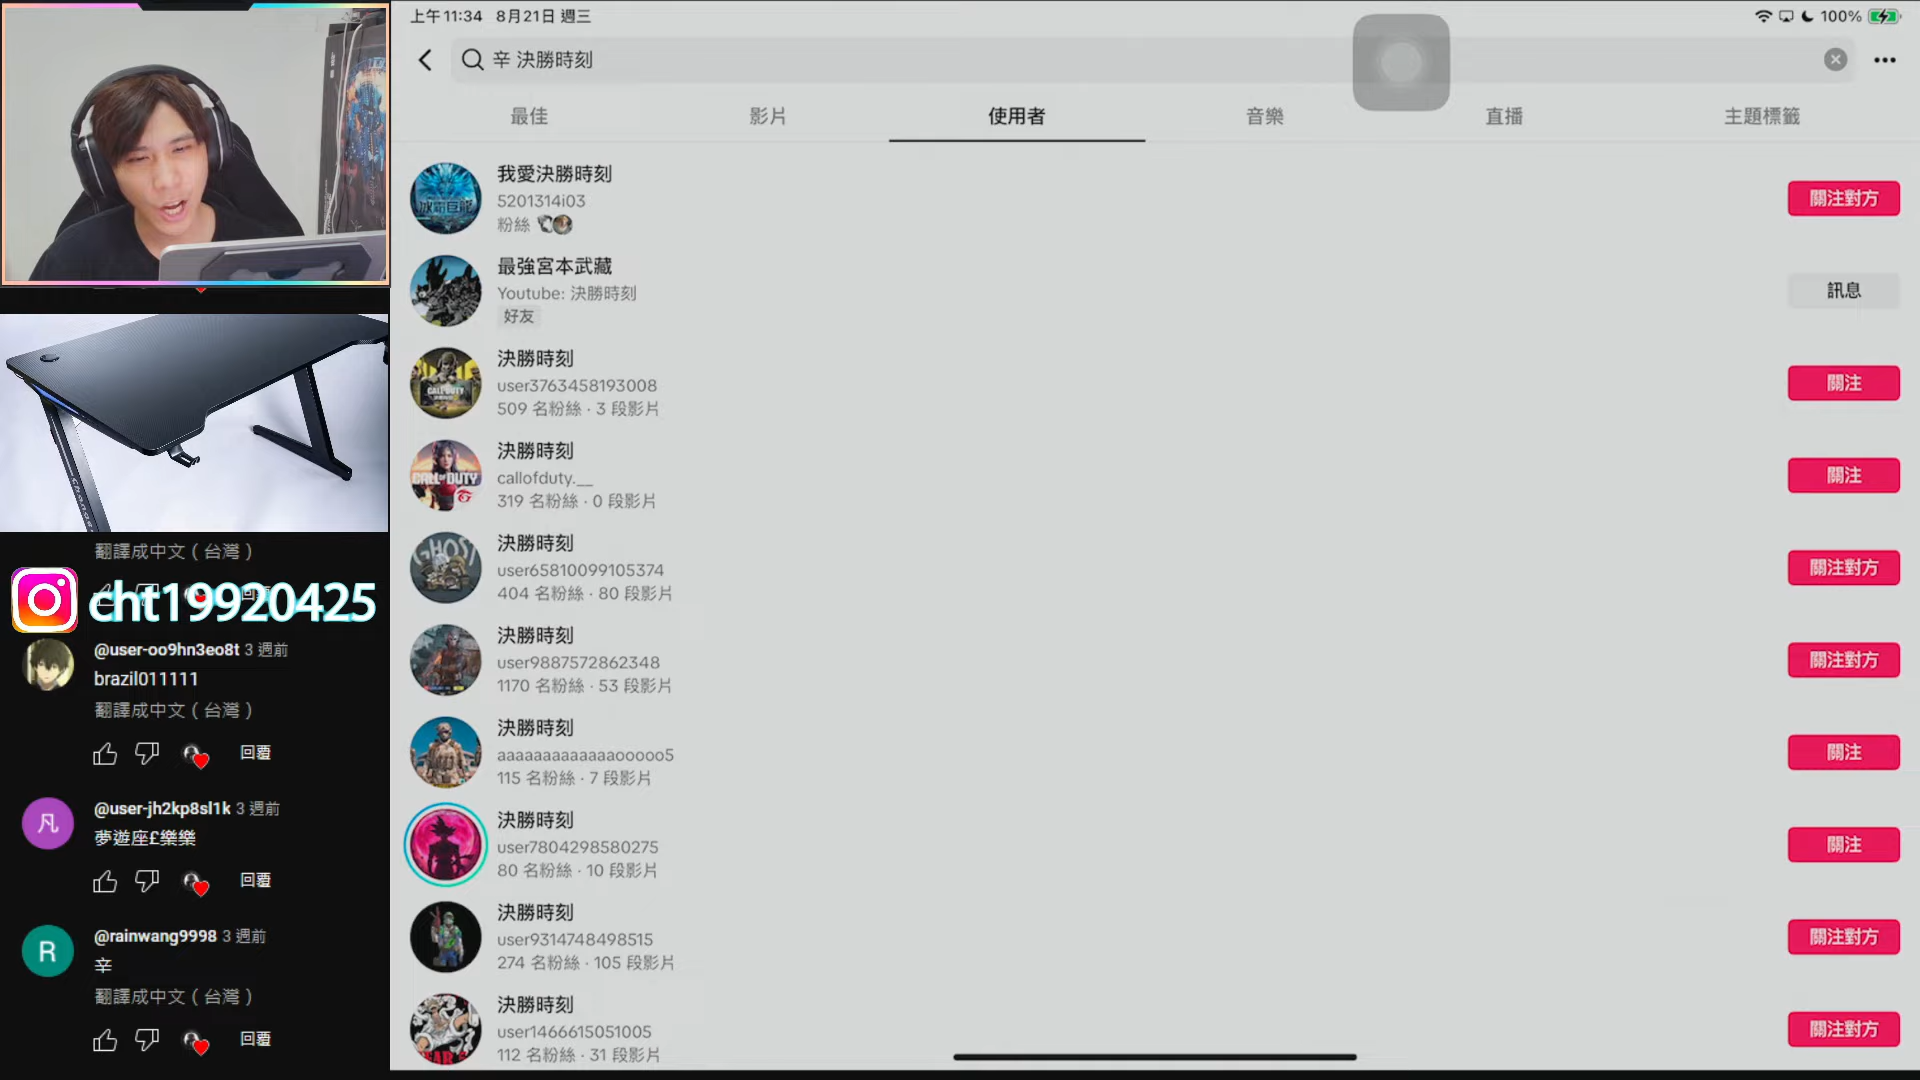 上午11:34 8月21日 週三
100%
辛 決勝時刻
最佳 影片 使用者 音樂 直播 主題標籤
我愛決勝時刻
5201314i03
粉絲
關注對方
最強宮本武藏
Youtube: 決勝時刻
好友
訊息
決勝時刻
user3763458193008
509 名粉絲 · 3 段影片
關注
決勝時刻
callofduty.__
319 名粉絲 · 0 段影片
關注
決勝時刻
user65810099105374
404 名粉絲 · 80 段影片
關注對方
決勝時刻
user9887572862348
1170 名粉絲 · 53 段影片
關注對方
決勝時刻
aaaaaaaaaaaaaooooo5
115 名粉絲 · 7 段影片
關注
決勝時刻
user7804298580275
80 名粉絲 · 10 段影片
關注
決勝時刻
user9314748498515
274 名粉絲 · 105 段影片
關注對方
決勝時刻
user1466615051005
112 名粉絲 · 31 段影片
關注對方
翻譯成中文（台灣）
cht19920425
@user-oo9hn3eo8t 3 週前
brazil011111
翻譯成中文（台灣）
回覆
凡
@user-jh2kp8sl1k 3 週前
夢遊座£樂樂
回覆
R
@rainwang9998 3 週前
辛
翻譯成中文（台灣）
回覆